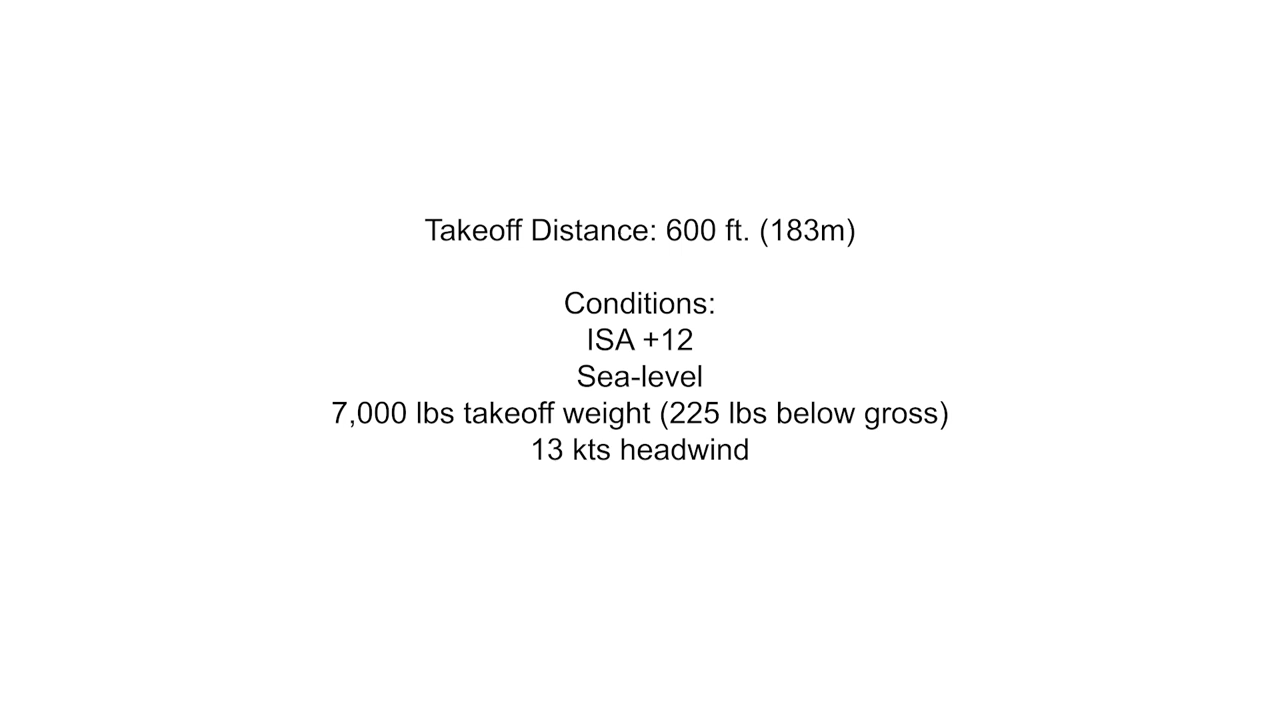 Takeoff Distance: 600 ft. (183m)
Conditions:
ISA +12
Sea-level
7,000 lbs takeoff weight (225 lbs below gross)
13 kts headwind